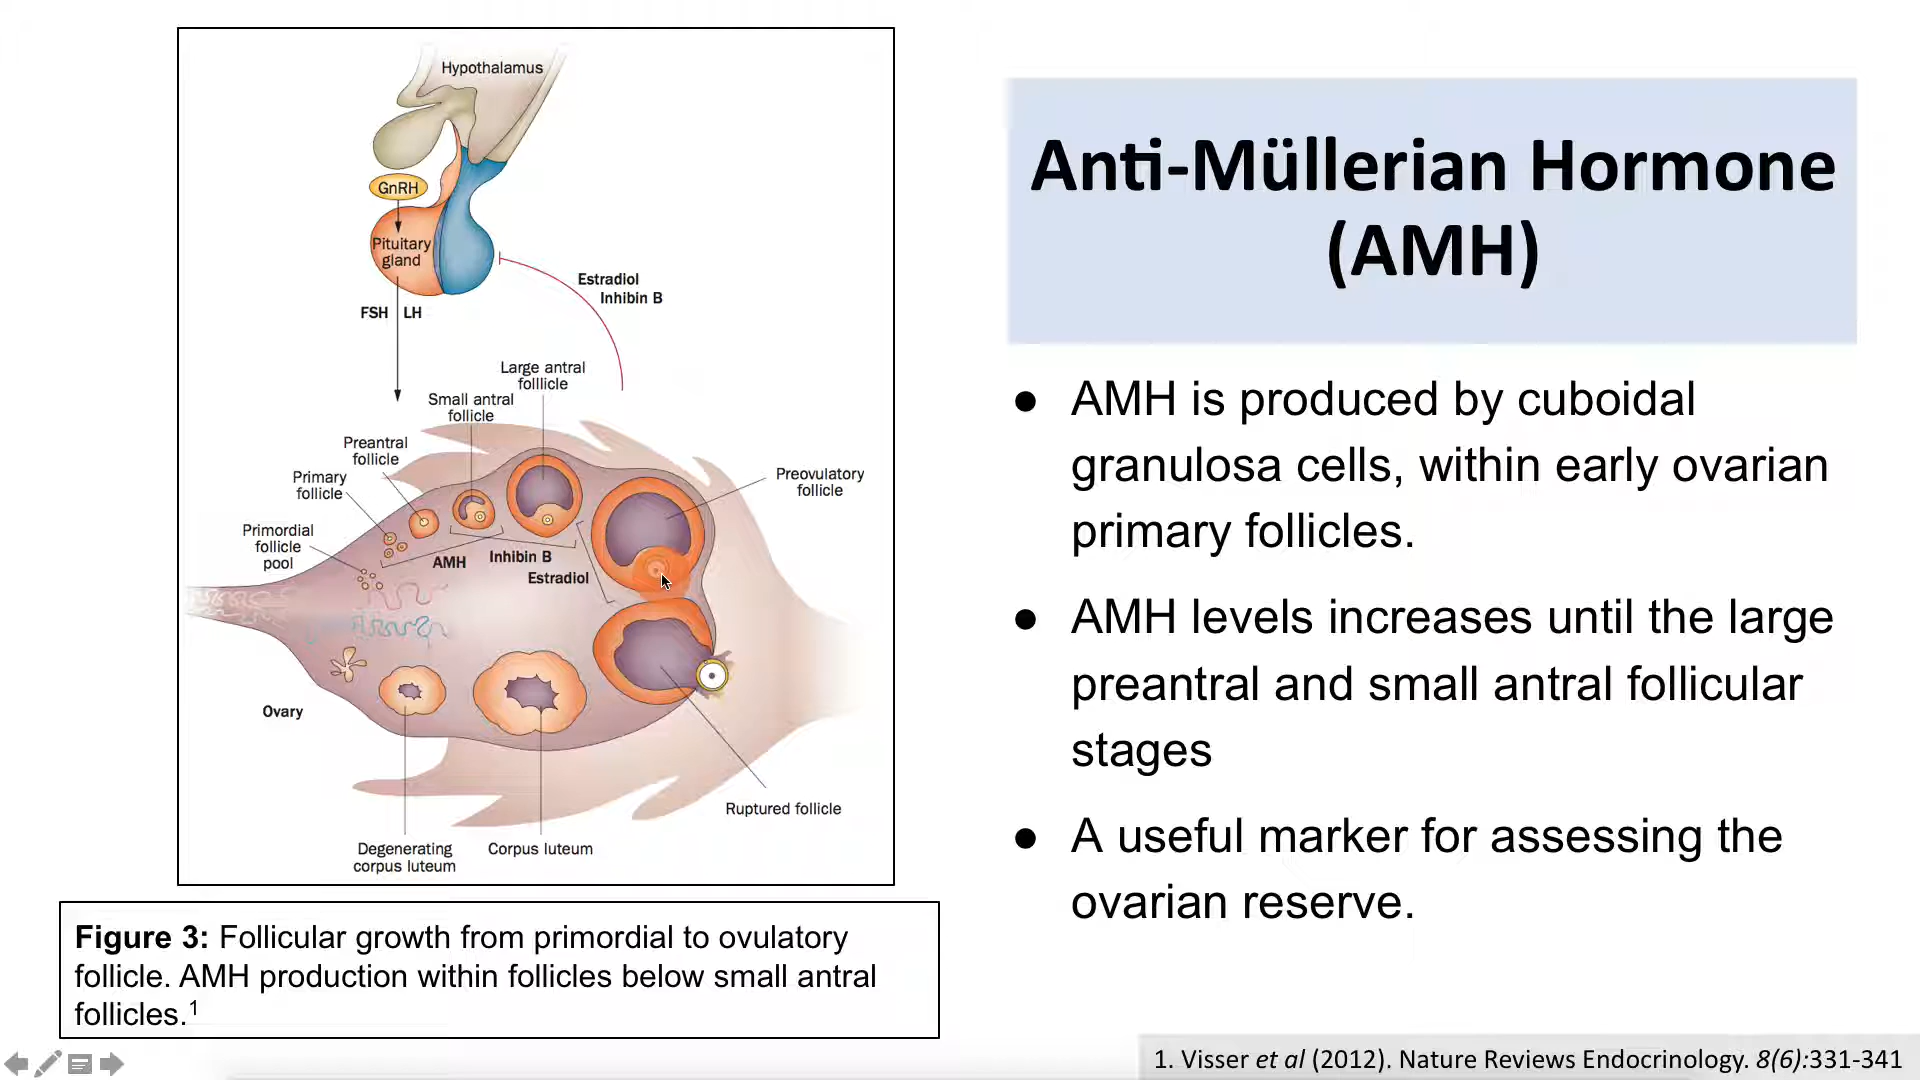 Hypothalamus
GnRH
Pituitary
gland
Estradiol
Inhibin B
FSH LH
Large antral
folllicle
Small antral
follicle
Preantral
follicle
Primary
follicle
Preovulatory
follicle
Primordial
follicle
pool
AMH
Inhibin B
Estradiol
Ovary
Ruptured follicle
Degenerating
corpus luteum
Corpus luteum
Figure 3: Follicular growth from primordial to ovulatory
follicle. AMH production within follicles below small antral
follicles.1
Anti-Müllerian Hormone
(AMH)
● AMH is produced by cuboidal
granulosa cells, within early ovarian
primary follicles.
● AMH levels increases until the large
preantral and small antral follicular
stages
● A useful marker for assessing the
ovarian reserve.
1. Visser et al (2012). Nature Reviews Endocrinology. 8(6):331-341